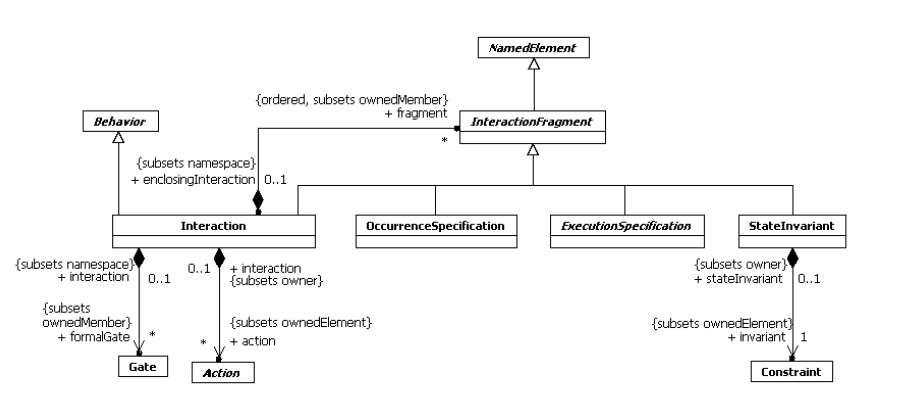 NamedElement
{ordered, subsets ownedMember}
+ fragment
*
InteractionFragment
Behavior
{subsets namespace}
+ enclosingInteraction
0..1
Interaction
OccurrenceSpecification
ExecutionSpecification
StateInvariant
{subsets namespace}
+ interaction
0..1
0..1
+ interaction
{subsets owner}
{subsets owner}
+ stateInvariant
0..1
{subsets
ownedMember}
+ formalGate
*
{subsets ownedElement}
+ action
*
{subsets ownedElement}
+ invariant
1
Gate
Action
Constraint